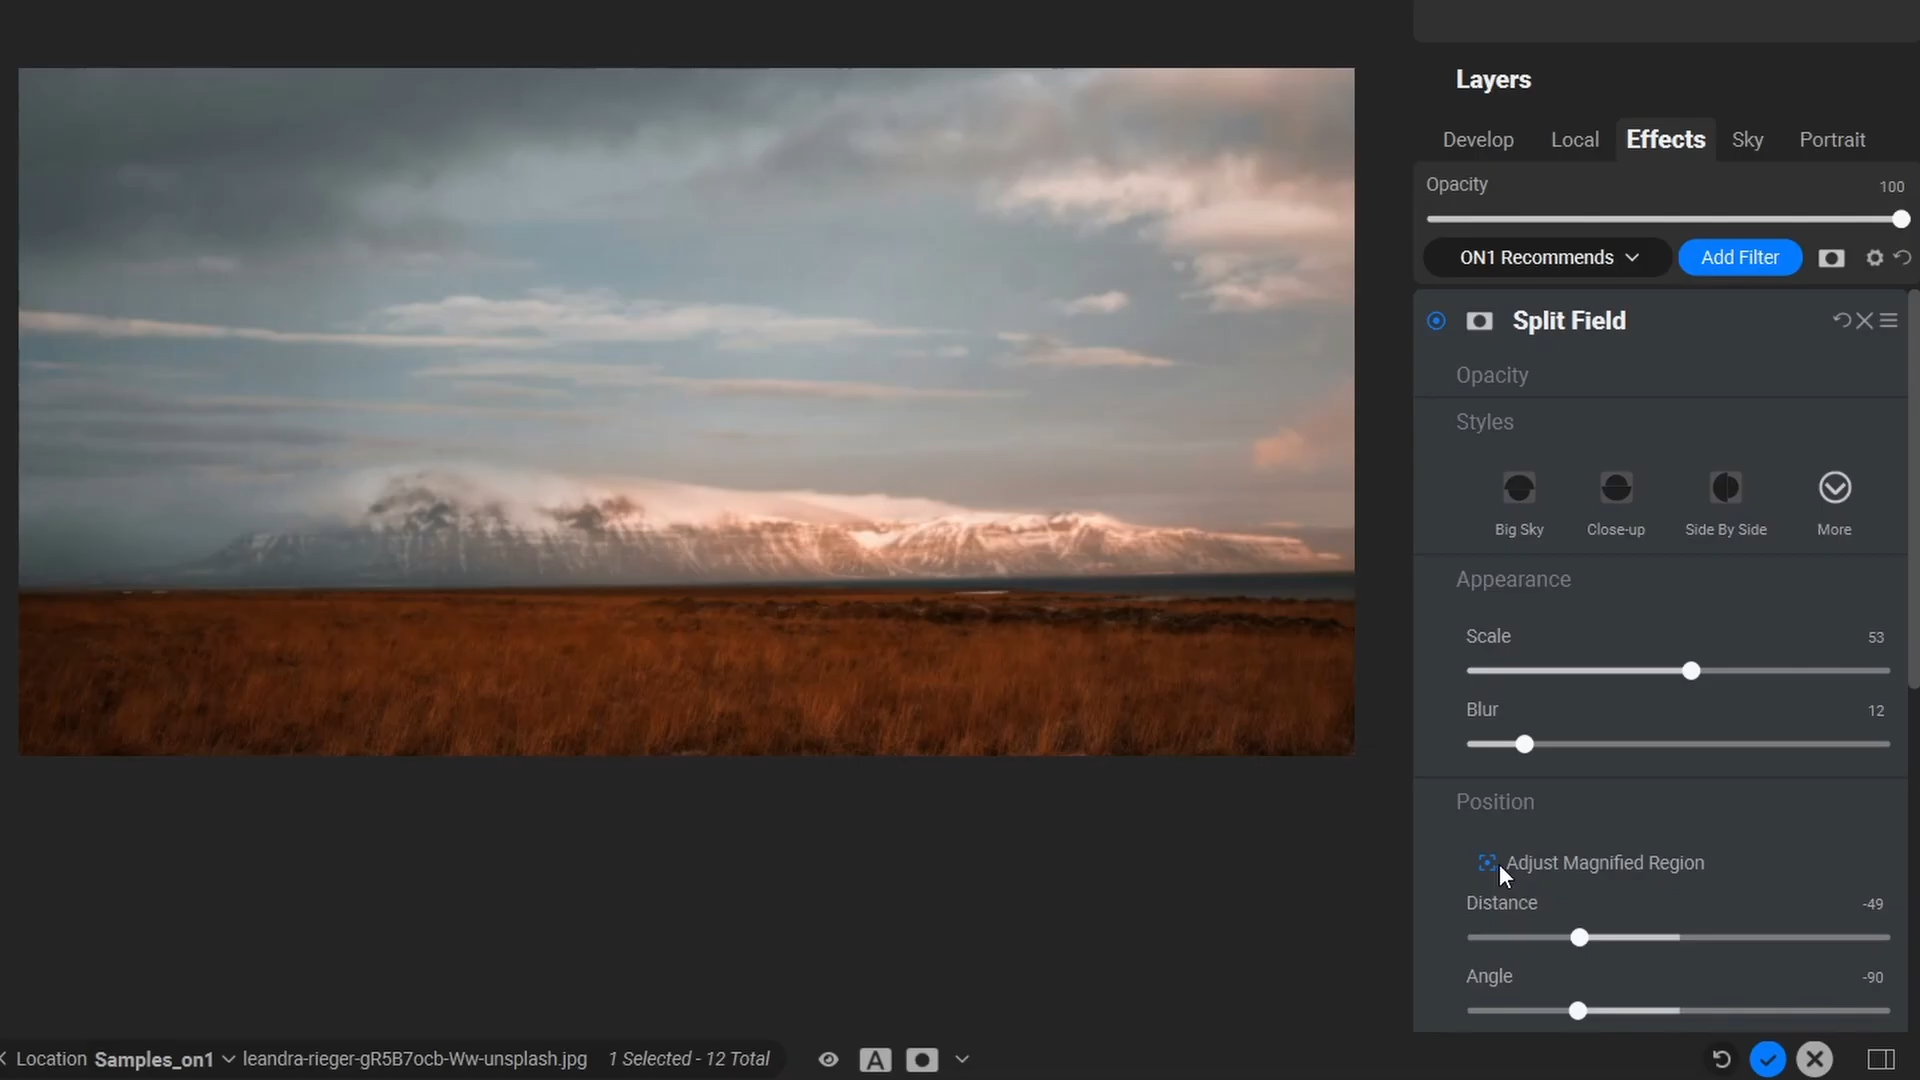 Layers
Develop Local Effects Sky Portrait
Opacity 100
ON1 Recommends Add Filter
Split Field
Opacity
Styles
Big Sky Close-up Side By Side More
Appearance
Scale 53
Blur 12
Position
Adjust Magnified Region
Distance -49
Angle -90
Location Samples_on1 leandra-rieger-gR5B7ocb-Ww-unsplash.jpg 1 Selected - 12 Total A